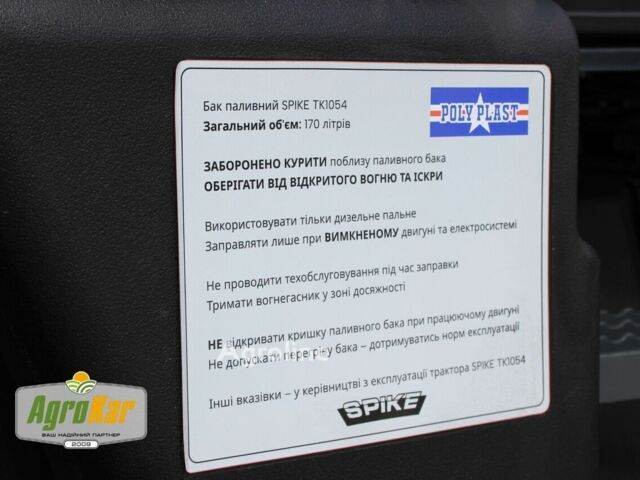 Бак паливний SPIKE TK1054
Загальний об'єм: 170 літрів
POLY PLAST
ЗАБОРОНЕНО КУРИТИ поблизу паливного бака
ОБЕРІГАТИ ВІД ВІДКРИТОГО ВОГНЮ ТА ІСКРИ
Використовувати тільки дизельне пальне
Заправляти лише при ВИМКНЕНОМУ двигуні та електросистемі
Не проводити техобслуговування під час заправки
Тримати вогнегасник у зоні досяжності
НЕ відкривати кришку паливного бака при працюючому двигуні
Не допускати перегріву бака – дотримуватись норм експлуатації
Інші вказівки – у керівництві з експлуатації трактора SPIKE TK1054
SPIKE
Agroline
AgroKar
ВАШ НАДІЙНИЙ ПАРТНЕР
2009